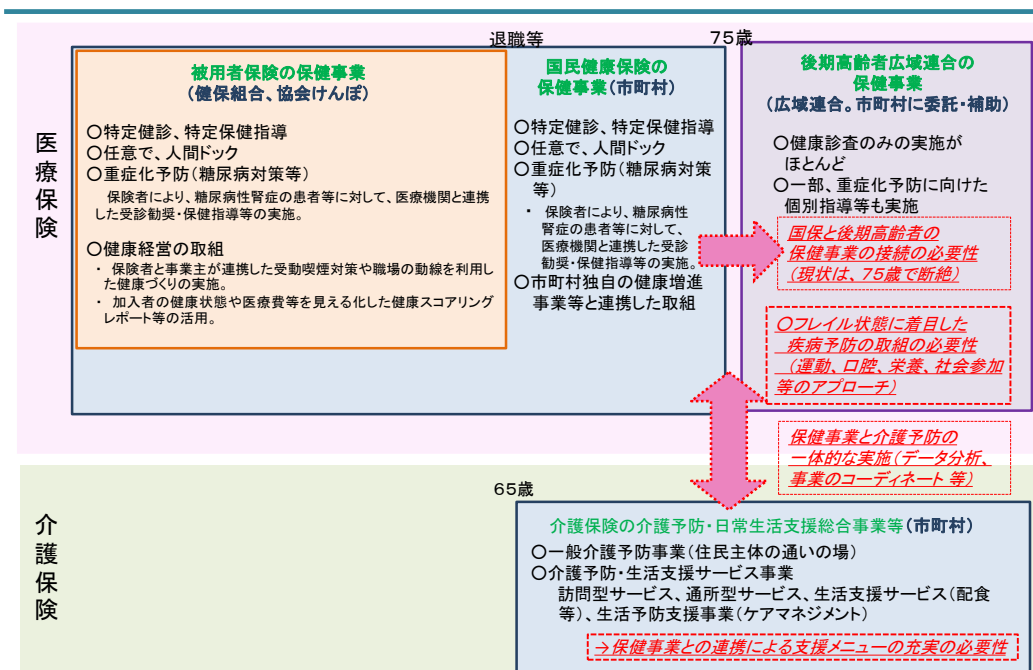 医療保険
退職等
75歳
被用者保険の保健事業
(健保組合、協会けんぽ)
○特定健診、特定保健指導
○任意で、人間ドック
○重症化予防(糖尿病対策等)
保険者により、糖尿病性腎症の患者等に対して、医療機関と連携
した受診勧奨・保健指導等の実施。
○健康経営の取組
・ 保険者と事業主が連携した受動喫煙対策や職場の動線を利用し
た健康づくりの実施。
・ 加入者の健康状態や医療費等を見える化した健康スコアリング
レポート等の活用。
国民健康保険の
保健事業(市町村)
○特定健診、特定保健指導
○任意で、人間ドック
○重症化予防(糖尿病対策
等)
・ 保険者により、糖尿病性
腎症の患者等に対して、
医療機関と連携した受診
勧奨・保健指導等の実施。
○市町村独自の健康増進
事業等と連携した取組
後期高齢者広域連合の
保健事業
(広域連合。市町村に委託・補助)
○健康診査のみの実施が
ほとんど
○一部、重症化予防に向けた
個別指導等も実施
国保と後期高齢者の
保健事業の接続の必要性
(現状は、75歳で断絶)
○フレイル状態に着目した
疾病予防の取組の必要性
(運動、口腔、栄養、社会参加
等のアプローチ)
保健事業と介護予防の
一体的な実施(データ分析、
事業のコーディネート 等)
介護保険
65歳
介護保険の介護予防・日常生活支援総合事業等(市町村)
○一般介護予防事業(住民主体の通いの場)
○介護予防・生活支援サービス事業
訪問型サービス、通所型サービス、生活支援サービス(配食
等)、生活予防支援事業(ケアマネジメント)
→保健事業との連携による支援メニューの充実の必要性